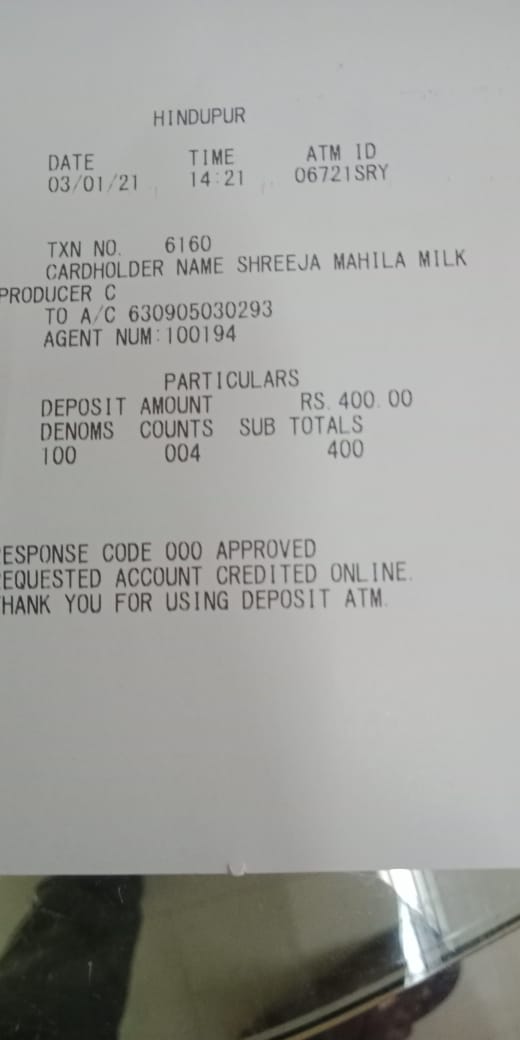 HINDUPUR
DATE TIME ATM ID
03/01/21 14:21 06721SRY
TXN NO. 6160
CARDHOLDER NAME SHREEJA MAHILA MILK
PRODUCER C
TO A/C 630905030293
AGENT NUM:100194
PARTICULARS
DEPOSIT AMOUNT RS.400.00
DENOMS COUNTS SUB TOTALS
100 004 400
ESPONSE CODE 000 APPROVED
EQUESTED ACCOUNT CREDITED ONLINE.
HANK YOU FOR USING DEPOSIT ATM.